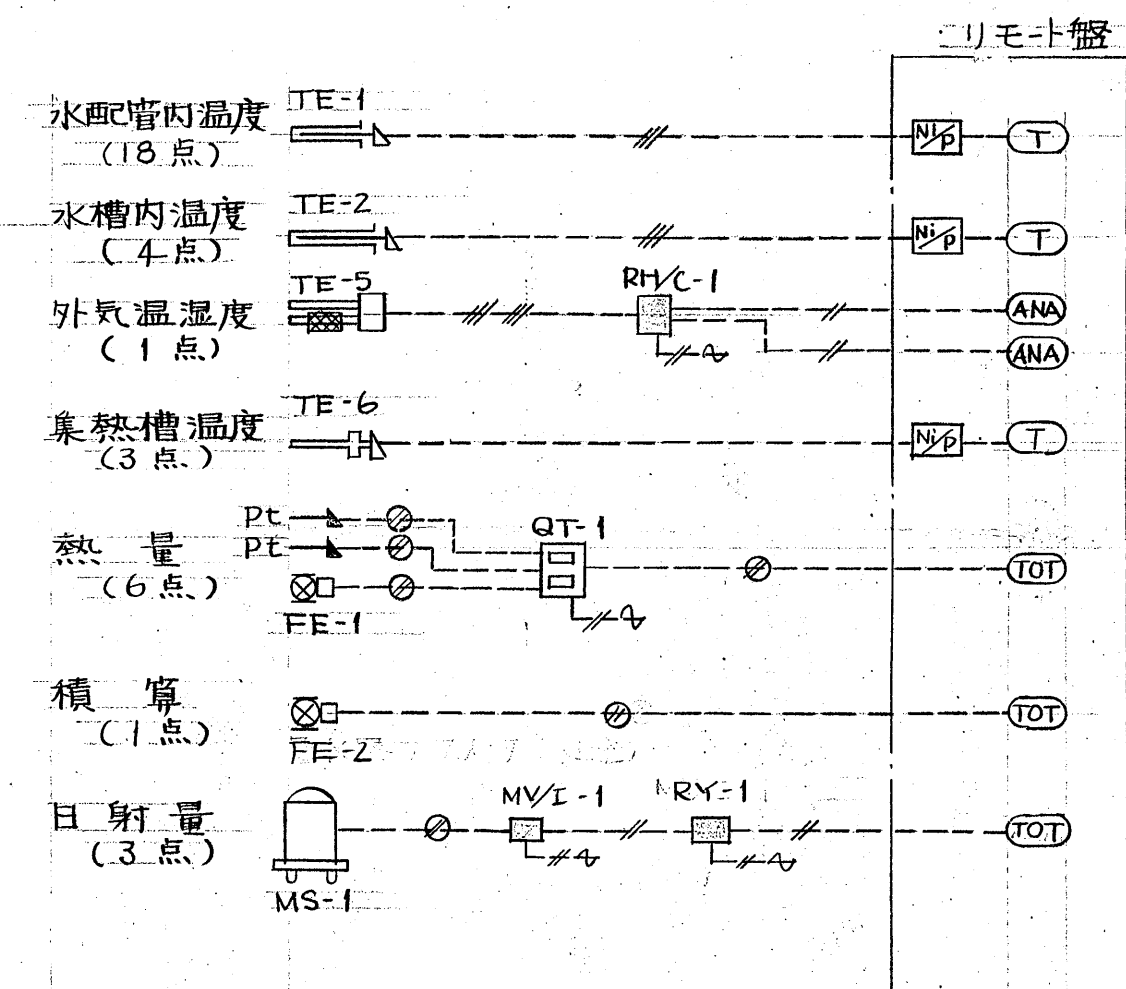 リモート盤
水配管内温度
(18点)
TE-1
Ni/p
T
水槽内温度
(4点)
TE-2
Ni/p
T
外気温湿度
(1点)
TE-5
RH/C-1
ANA
ANA
集熱槽温度
(3点)
TE-6
Ni/p
T
熱量
(6点)
Pt
Pt
FE-1
QT-1
TOT
積算
(1点)
FE-2
TOT
日射量
(3点)
MS-1
MV/I-1
RY-1
TOT